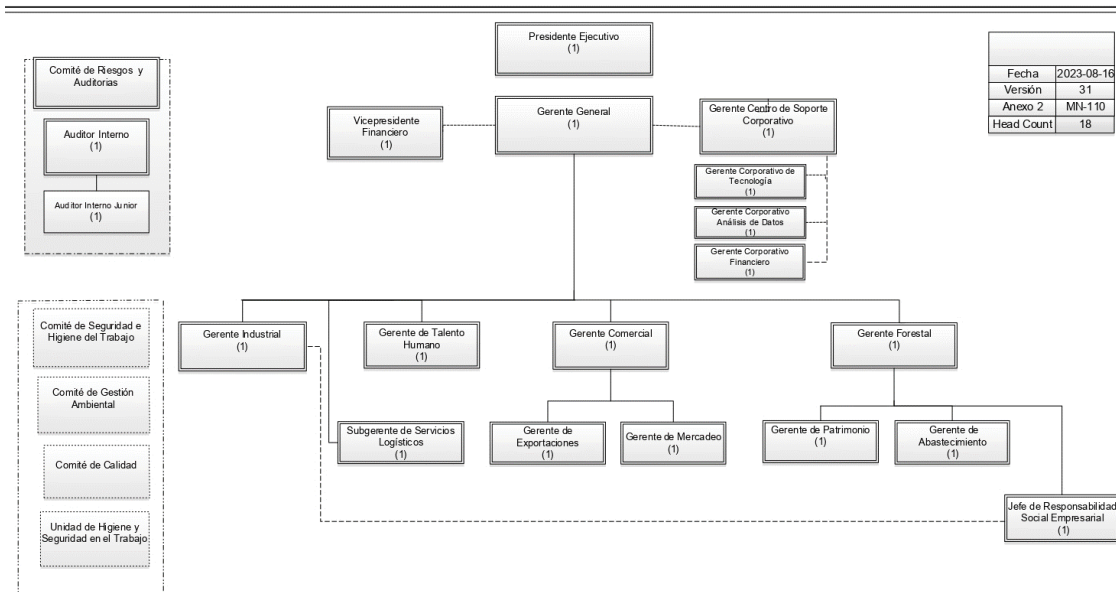 Presidente Ejecutivo
(1)
Comité de Riesgos y
Auditorias
Auditor Interno
(1)
Auditor Interno Junior
(1)
Vicepresidente
Financiero
(1)
Gerente General
(1)
Gerente Centro de Soporte
Corporativo
(1)
Gerente Corporativo de
Tecnología
(1)
Gerente Corporativo
Análisis de Datos
(1)
Gerente Corporativo
Financiero
(1)
Fecha 2023-08-16
Versión 31
Anexo 2 MN-110
Head Count 18
Comité de Seguridad e
Higiene del Trabajo
Comité de Gestión
Ambiental
Comité de Calidad
Unidad de Higiene y
Seguridad en el Trabajo
Gerente Industrial
(1)
Gerente de Talento
Humano
(1)
Gerente Comercial
(1)
Gerente Forestal
(1)
Subgerente de Servicios
Logísticos
(1)
Gerente de
Exportaciones
(1)
Gerente de Mercadeo
(1)
Gerente de Patrimonio
(1)
Gerente de
Abastecimiento
(1)
Jefe de Responsabilidad
Social Empresarial
(1)